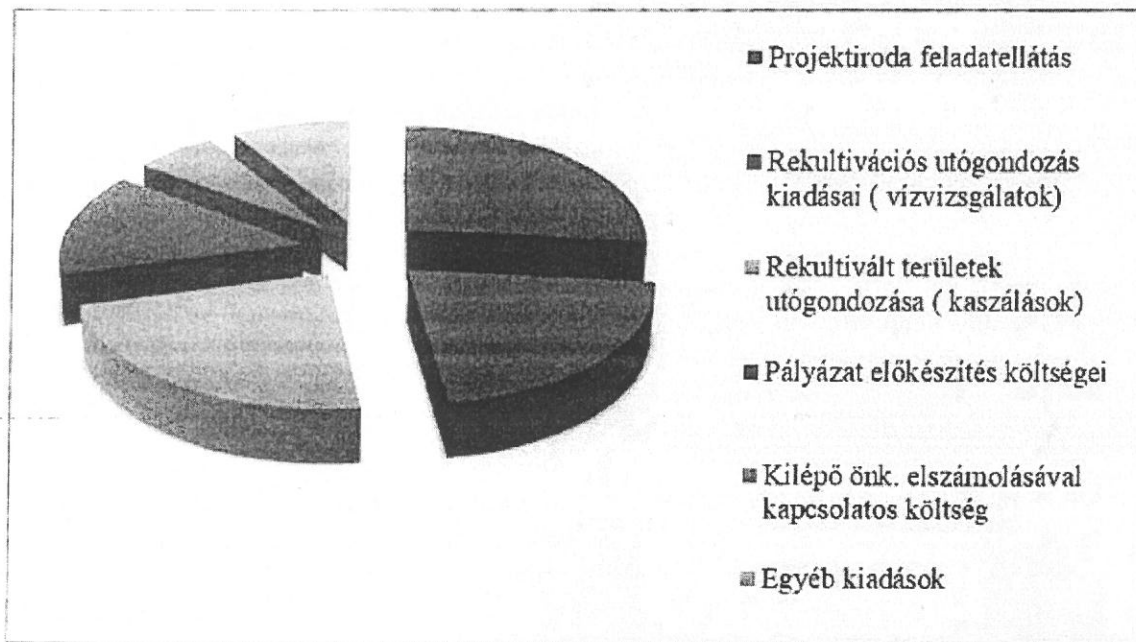 Projektiroda feladatellátás
Rekultivációs utógondozás
kiadásai ( vízvizsgálatok)
Rekultivált területek
utógondozása ( kaszálások)
Pályázat előkészítés költségei
Kilépő önk. elszámolásával
kapcsolatos költség
Egyéb kiadások